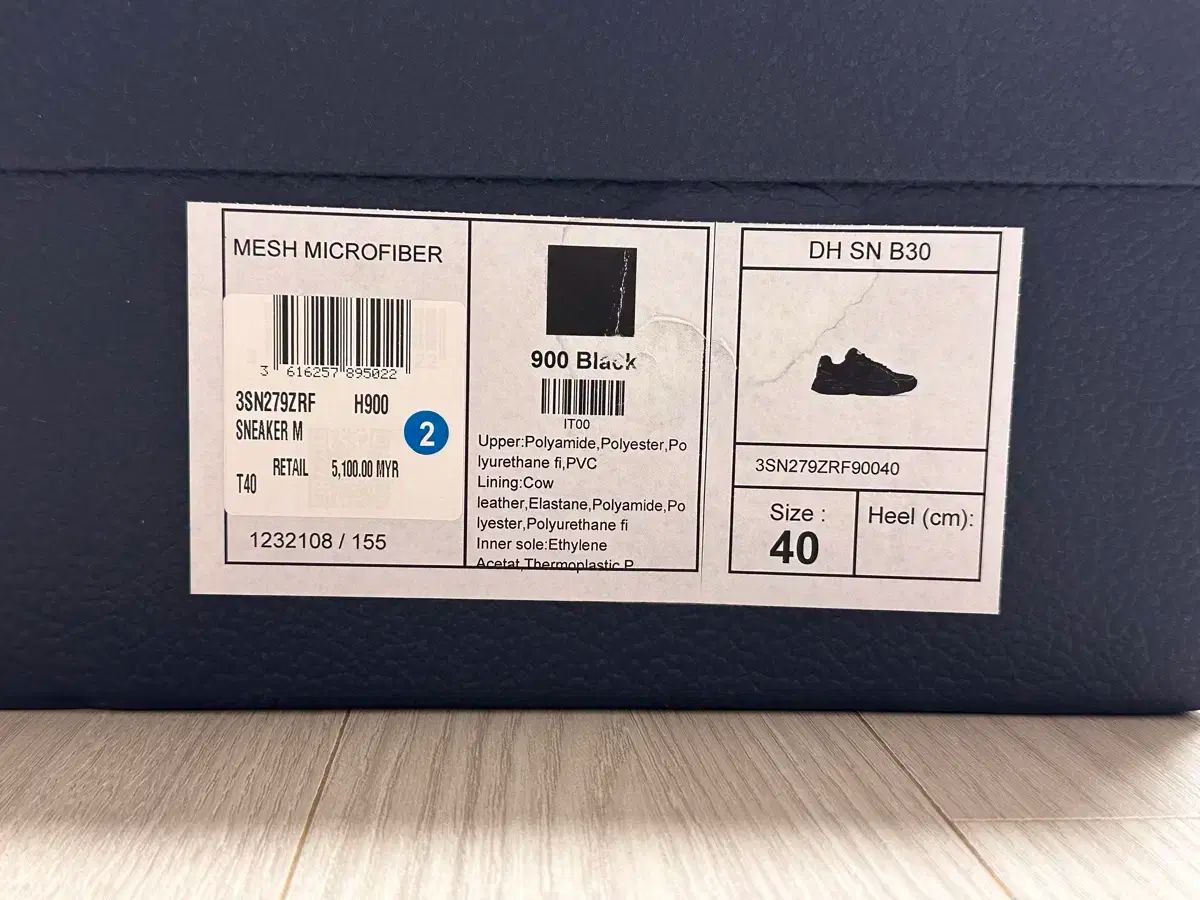 MESH MICROFIBER
3 616257 895022
3SN279ZRF H900
SNEAKER M
2
RETAIL 5,100.00 MYR
T40
1232108 / 155
900 Black
IT00
Upper:Polyamide,Polyester,Po
lyurethane fi,PVC
Lining:Cow
leather,Elastane,Polyamide,Po
lyester,Polyurethane fi
Inner sole:Ethylene
Acetat,Thermoplastic P
DH SN B30
3SN279ZRF90040
Size :
40
Heel (cm):